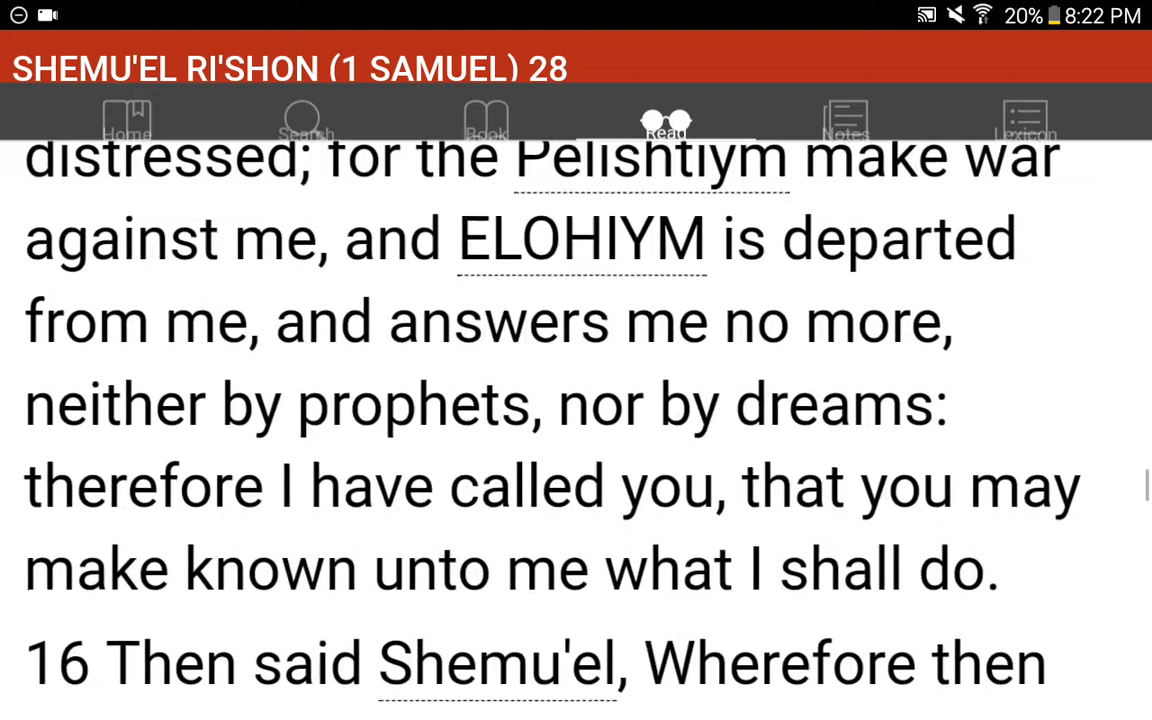 20% 8:22 PM
SHEMU'EL RI'SHON (1 SAMUEL) 28
Home Search Book Read Notes Lexicon
distressed; for the Pelishtiym make war
against me, and ELOHIYM is departed
from me, and answers me no more,
neither by prophets, nor by dreams:
therefore I have called you, that you may
make known unto me what I shall do.
16 Then said Shemu'el, Wherefore then